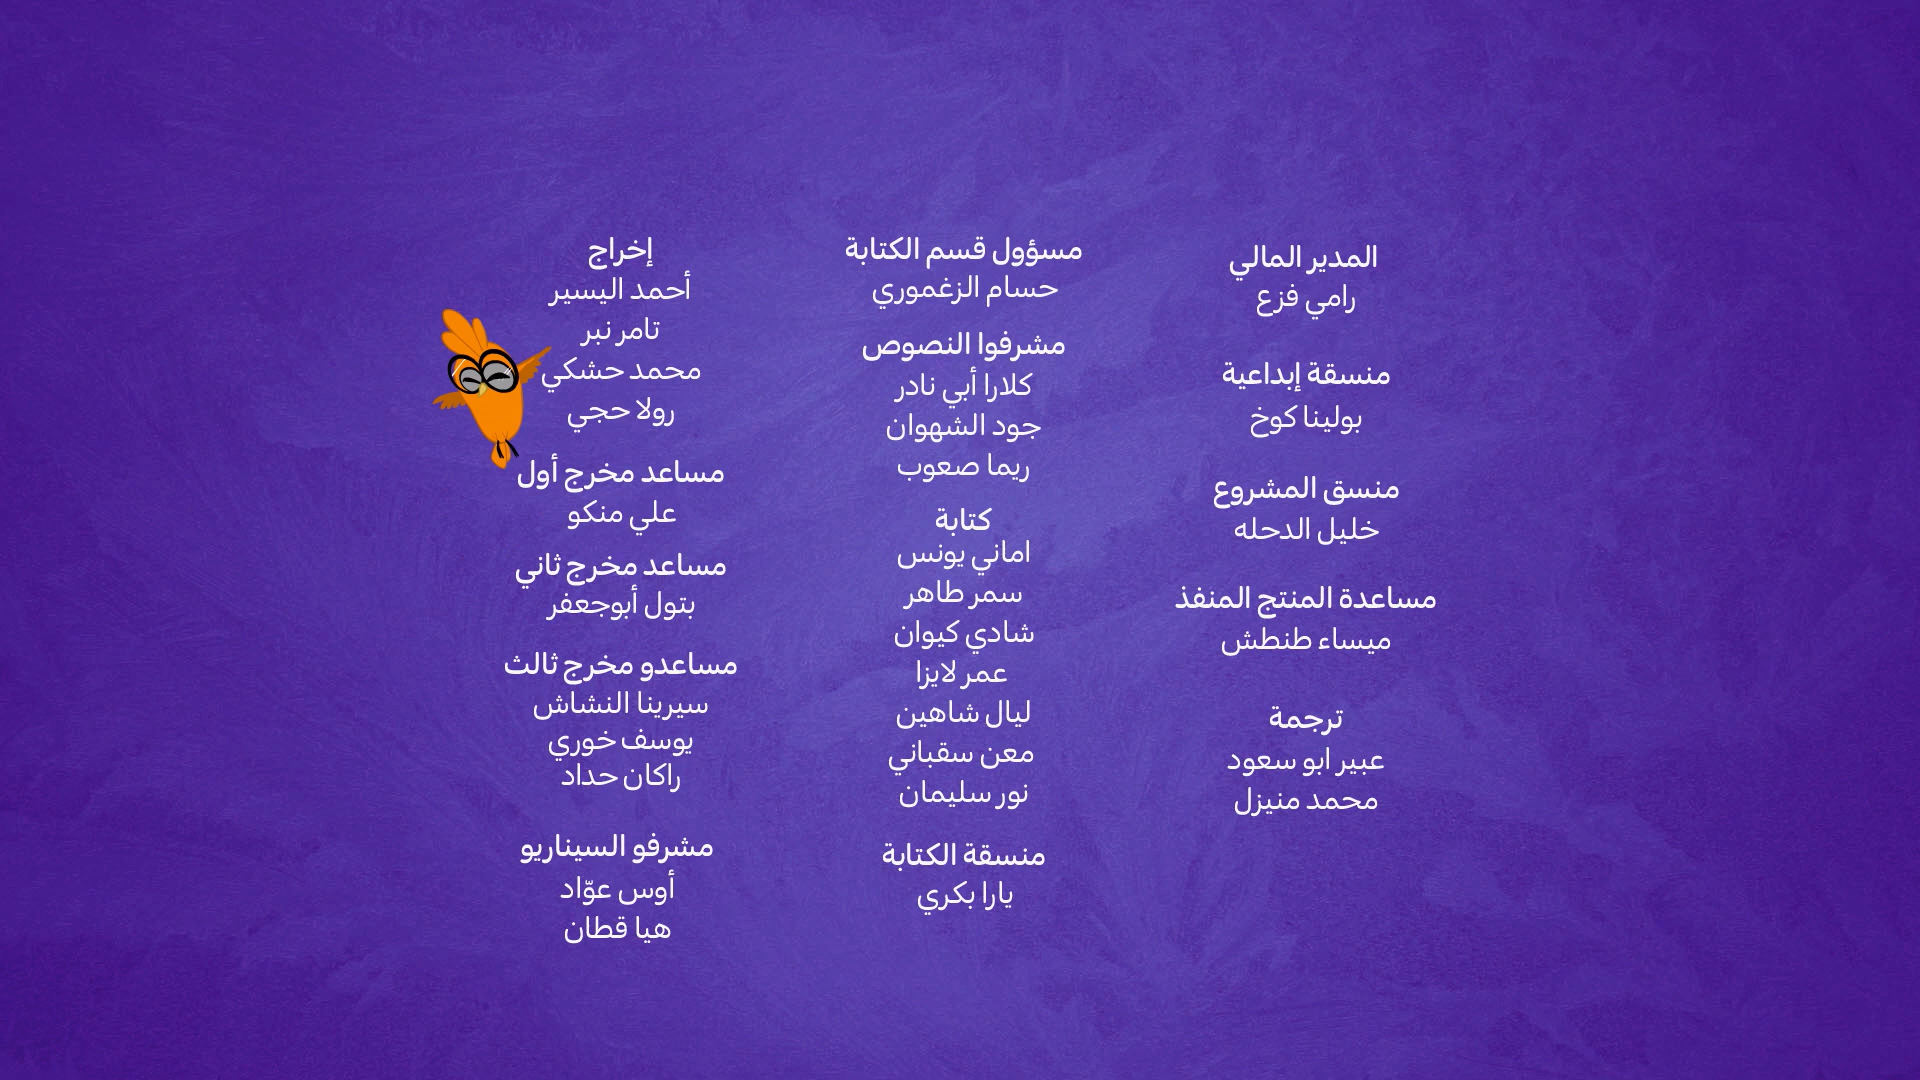 المدير المالي
رامي فزع
منسقة إبداعية
بولينا كوخ
منسق المشروع
خليل الدحله
مساعدة المنتج المنفذ
ميساء طنطش
ترجمة
عبير ابو سعود
محمد منيزل
مسؤول قسم الكتابة
حسام الزغموري
مشرفوا النصوص
كلارا أبي نادر
جود الشهوان
ريما صعوب
كتابة
اماني يونس
سمر طاهر
شادي كيوان
عمر لايزا
ليال شاهين
معن سقباني
نور سليمان
منسقة الكتابة
يارا بكري
إخراج
أحمد اليسير
تامر نبر
محمد حشكي
رولا حجي
مساعد مخرج أول
علي منكو
مساعد مخرج ثاني
بتول أبوجعفر
مساعدو مخرج ثالث
سيرينا النشاش
يوسف خوري
راكان حداد
مشرفو السيناريو
أوس عوّاد
هيا قطان